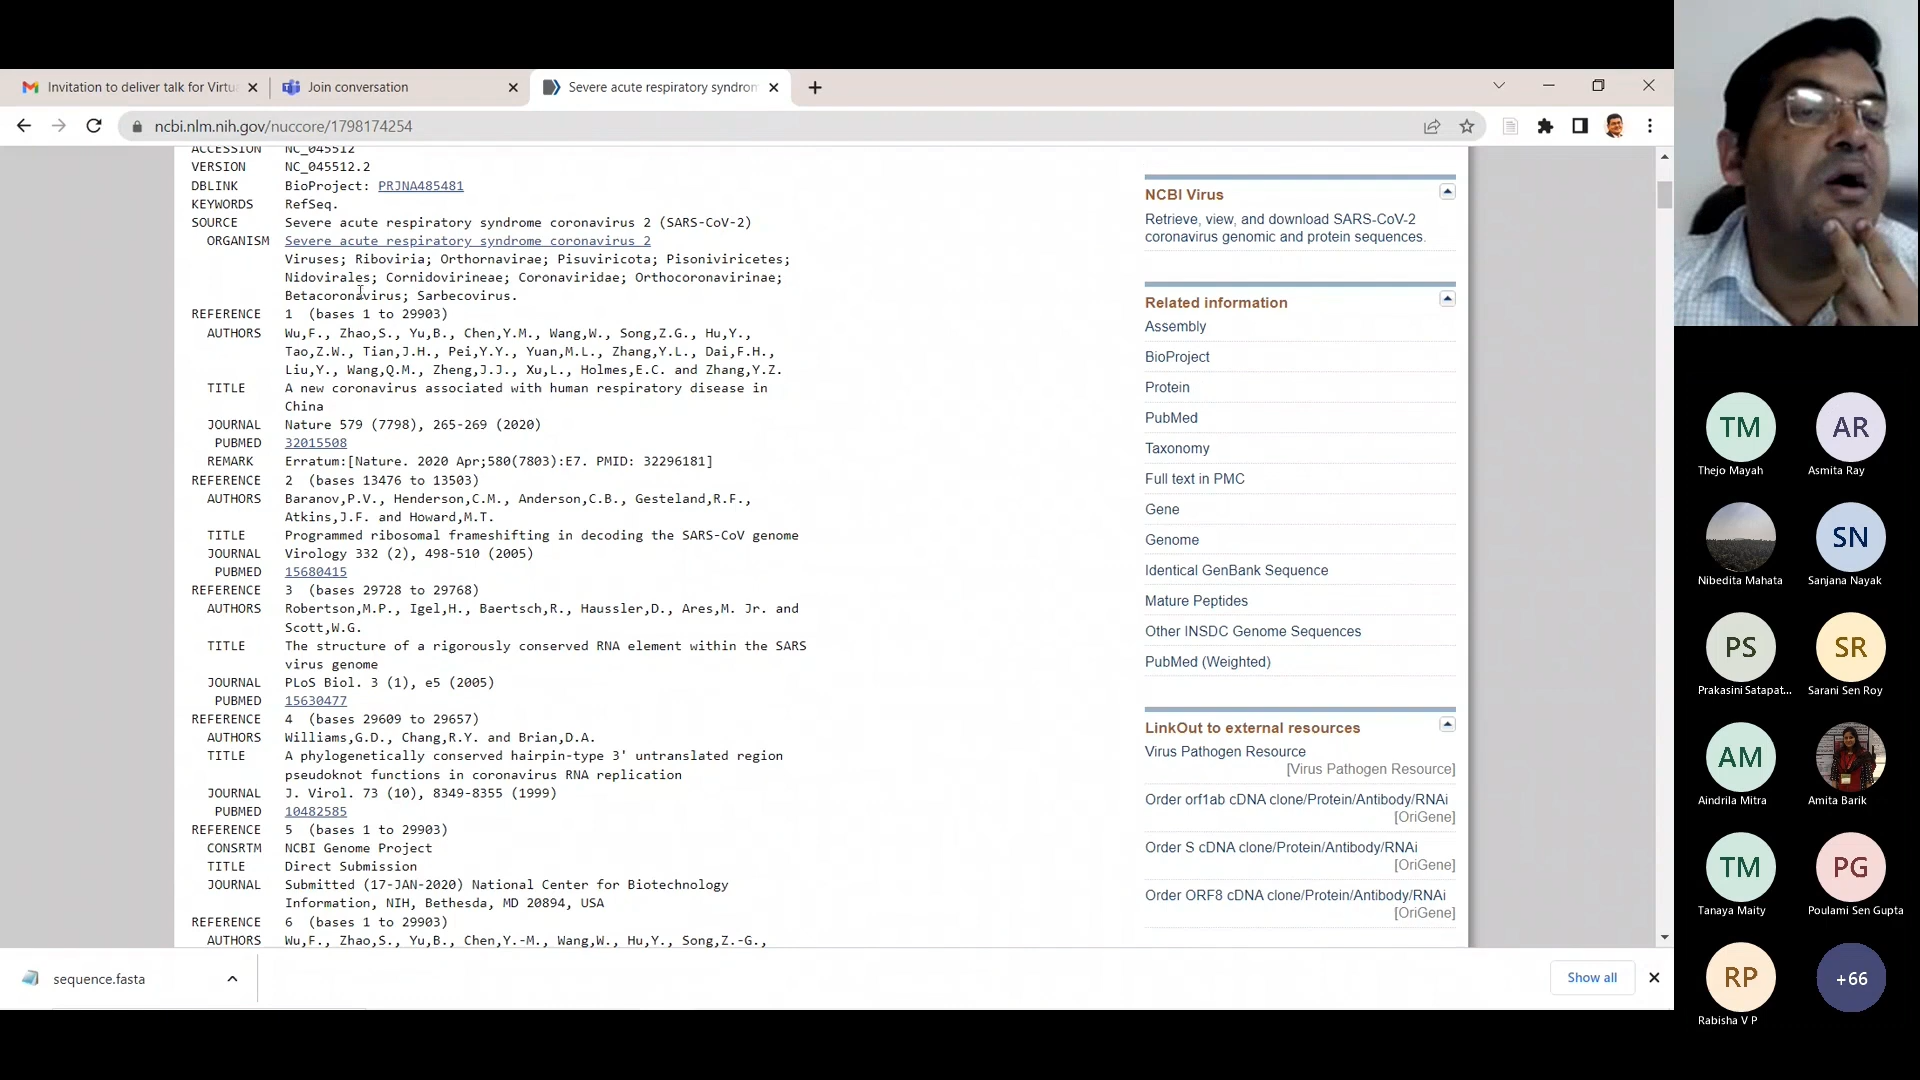 Invitation to deliver talk for Virtu
Join conversation
Severe acute respiratory syndrom
ncbi.nlm.nih.gov/nuccore/1798174254
ACCESSION NC_045512
VERSION NC_045512.2
DBLINK BioProject: PRJNA485481
KEYWORDS RefSeq.
SOURCE Severe acute respiratory syndrome coronavirus 2 (SARS-CoV-2)
ORGANISM Severe acute respiratory syndrome coronavirus 2
Viruses; Riboviria; Orthornavirae; Pisuviricota; Pisoniviricetes;
Nidovirales; Cornidovirineae; Coronaviridae; Orthocoronavirinae;
Betacoronavirus; Sarbecovirus.
REFERENCE 1 (bases 1 to 29903)
AUTHORS Wu,F., Zhao,S., Yu,B., Chen,Y.M., Wang,W., Song,Z.G., Hu,Y.,
Tao,Z.W., Tian,J.H., Pei,Y.Y., Yuan,M.L., Zhang,Y.L., Dai,F.H.,
Liu,Y., Wang,Q.M., Zheng,J.J., Xu,L., Holmes,E.C. and Zhang,Y.Z.
TITLE A new coronavirus associated with human respiratory disease in
China
JOURNAL Nature 579 (7798), 265-269 (2020)
PUBMED 32015508
REMARK Erratum:[Nature. 2020 Apr;580(7803):E7. PMID: 32296181]
REFERENCE 2 (bases 13476 to 13503)
AUTHORS Baranov,P.V., Henderson,C.M., Anderson,C.B., Gesteland,R.F.,
Atkins,J.F. and Howard,M.T.
TITLE Programmed ribosomal frameshifting in decoding the SARS-CoV genome
JOURNAL Virology 332 (2), 498-510 (2005)
PUBMED 15680415
REFERENCE 3 (bases 29728 to 29768)
AUTHORS Robertson,M.P., Igel,H., Baertsch,R., Haussler,D., Ares,M. Jr. and
Scott,W.G.
TITLE The structure of a rigorously conserved RNA element within the SARS
virus genome
JOURNAL PLoS Biol. 3 (1), e5 (2005)
PUBMED 15630477
REFERENCE 4 (bases 29609 to 29657)
AUTHORS Williams,G.D., Chang,R.Y. and Brian,D.A.
TITLE A phylogenetically conserved hairpin-type 3' untranslated region
pseudoknot functions in coronavirus RNA replication
JOURNAL J. Virol. 73 (10), 8349-8355 (1999)
PUBMED 10482585
REFERENCE 5 (bases 1 to 29903)
CONSRTM NCBI Genome Project
TITLE Direct Submission
JOURNAL Submitted (17-JAN-2020) National Center for Biotechnology
Information, NIH, Bethesda, MD 20894, USA
REFERENCE 6 (bases 1 to 29903)
AUTHORS Wu,F., Zhao,S., Yu,B., Chen,Y.-M., Wang,W., Hu,Y., Song,Z.-G.,
NCBI Virus
Retrieve, view, and download SARS-CoV-2
coronavirus genomic and protein sequences.
Related information
Assembly
BioProject
Protein
PubMed
Taxonomy
Full text in PMC
Gene
Genome
Identical GenBank Sequence
Mature Peptides
Other INSDC Genome Sequences
PubMed (Weighted)
LinkOut to external resources
Virus Pathogen Resource
[Virus Pathogen Resource]
Order orf1ab cDNA clone/Protein/Antibody/RNAi
[OriGene]
Order S cDNA clone/Protein/Antibody/RNAi
[OriGene]
Order ORF8 cDNA clone/Protein/Antibody/RNAi
[OriGene]
sequence.fasta
Show all
TM AR
Thejo Mayah Asmita Ray
SN
Nibedita Mahata Sanjana Nayak
PS SR
Prakasini Satapat... Sarani Sen Roy
AM
Aindrila Mitra Amita Barik
TM PG
Tanaya Maity Poulami Sen Gupta
RP +66
Rabisha V P